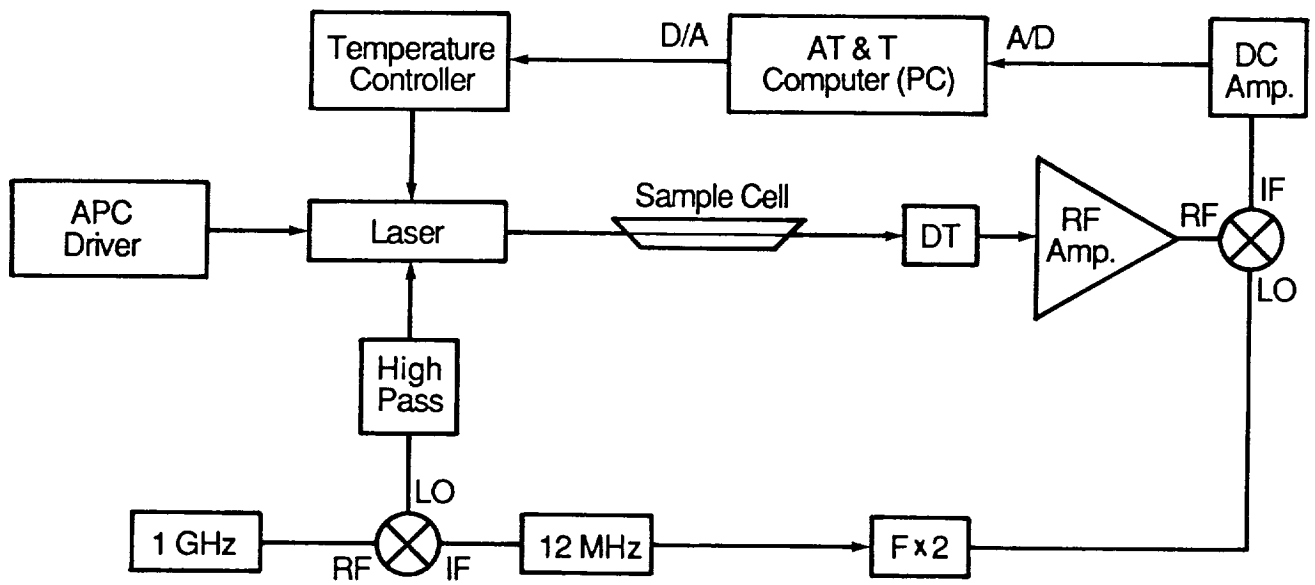 Temperature
Controller
D/A
AT & T
Computer (PC)
A/D
DC
Amp.
APC
Driver
Laser
Sample Cell
DT
RF
Amp.
RF
IF
LO
High
Pass
LO
1 GHz
RF
IF
12 MHz
F x 2